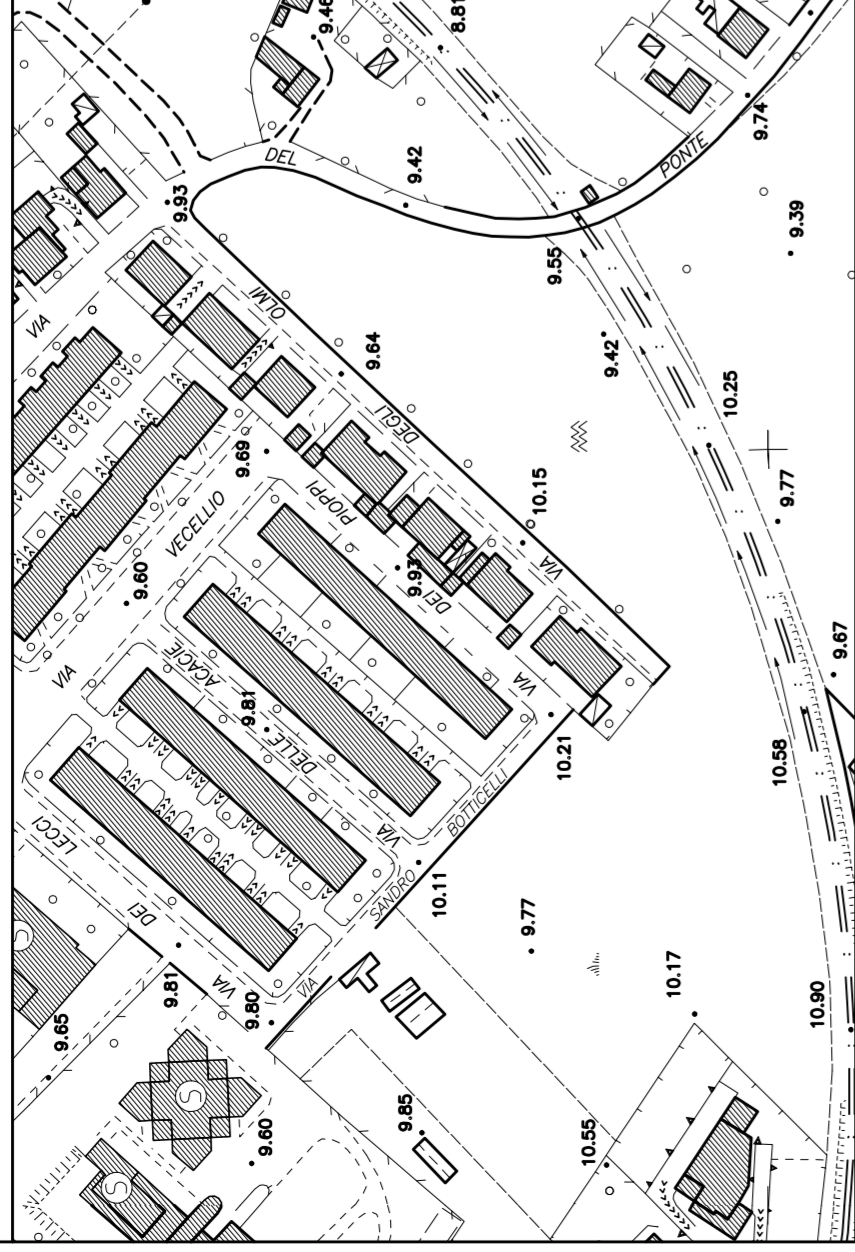 9.46
8.81
DEL
9.42
PONTE
9.74
9.93
9.39
VIA
OLMI
9.55
9.64
9.42
DEGLI
10.25
9.69
PIOPPI
VECELLIO
10.15
9.77
9.60
9.93
DEI
VIA
VIA
ACACIE
VIA
9.67
9.81
DELLE
10.21
10.58
LECCI
VIA
BOTTICELLI
SANDRO
10.11
DEI
9.77
9.81
VIA
VIA
10.17
9.80
10.90
9.65
S
S
9.85
10.55
9.60
S